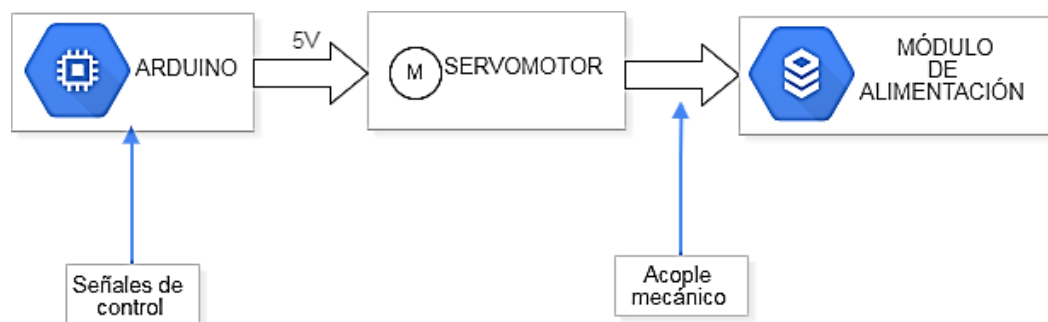 ARDUINO
5V
M
SERVOMOTOR
MÓDULO
DE
ALIMENTACIÓN
Señales de
control
Acople
mecánico